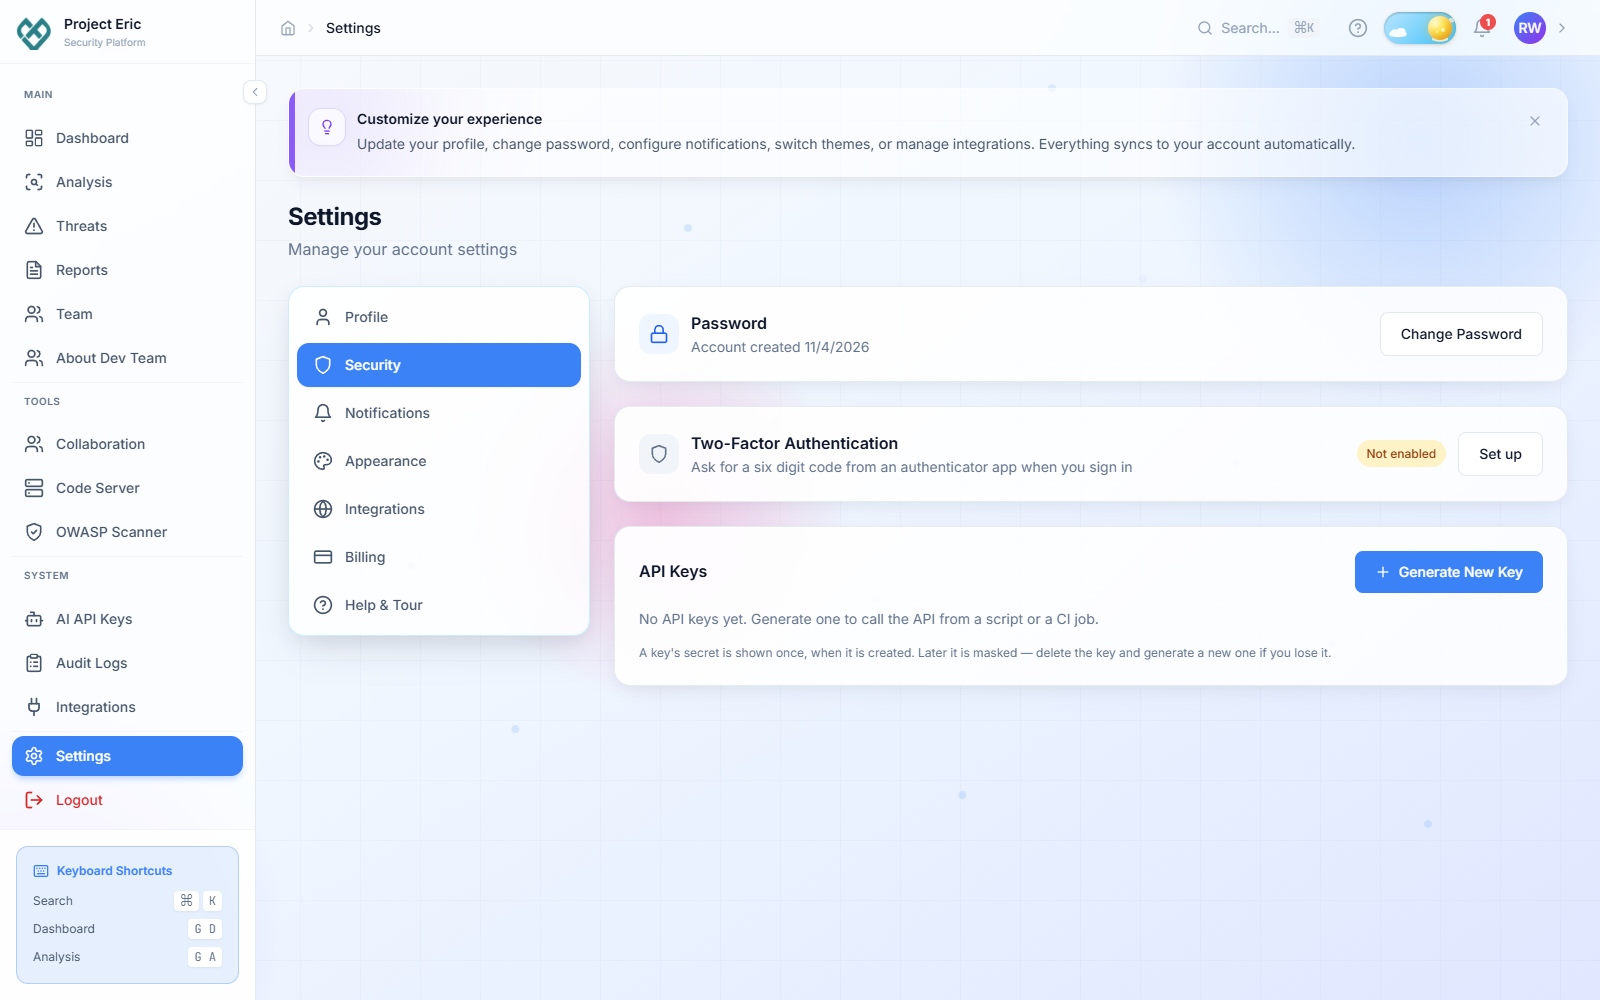 Project Eric
Security Platform
MAIN
Dashboard
Analysis
Threats
Reports
Team
About Dev Team
TOOLS
Collaboration
Code Server
OWASP Scanner
SYSTEM
AI API Keys
Audit Logs
Integrations
Settings
Logout
Keyboard Shortcuts
Search ⌘ K
Dashboard G D
Analysis G A
Settings
Search... ⌘K
1
RW
Customize your experience
Update your profile, change password, configure notifications, switch themes, or manage integrations. Everything syncs to your account automatically.
Settings
Manage your account settings
Profile
Security
Notifications
Appearance
Integrations
Billing
Help & Tour
Password
Account created 11/4/2026
Change Password
Two-Factor Authentication
Ask for a six digit code from an authenticator app when you sign in
Not enabled
Set up
API Keys
Generate New Key
No API keys yet. Generate one to call the API from a script or a CI job.
A key's secret is shown once, when it is created. Later it is masked — delete the key and generate a new one if you lose it.